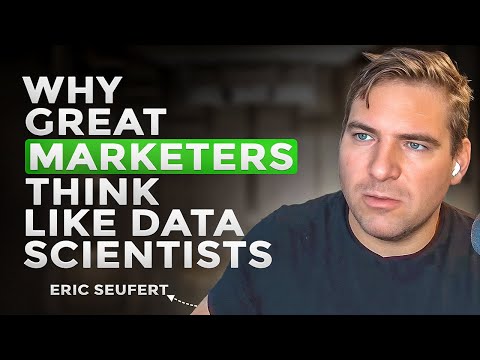 WHY
GREAT
MARKETERS
THINK
LIKE DATA
SCIENTISTS
ERIC SEUFERT